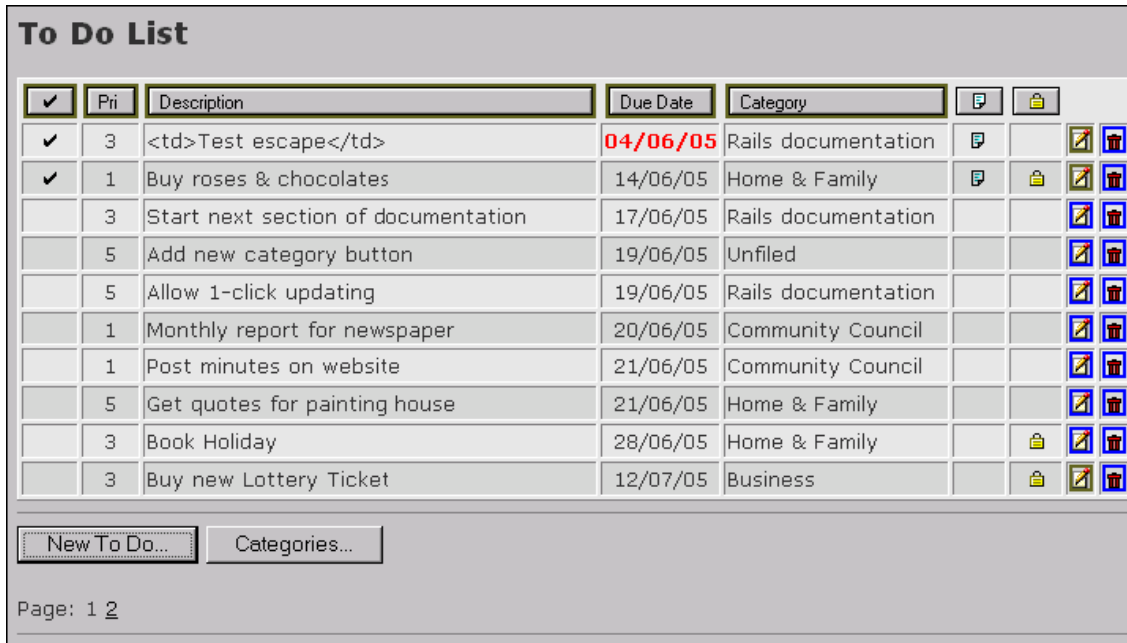 To Do List
✔ Pri Description Due Date Category
✔ 3 <td>Test escape</td> 04/06/05 Rails documentation
✔ 1 Buy roses & chocolates 14/06/05 Home & Family
3 Start next section of documentation 17/06/05 Rails documentation
5 Add new category button 19/06/05 Unfiled
5 Allow 1-click updating 19/06/05 Rails documentation
1 Monthly report for newspaper 20/06/05 Community Council
1 Post minutes on website 21/06/05 Community Council
5 Get quotes for painting house 21/06/05 Home & Family
3 Book Holiday 28/06/05 Home & Family
3 Buy new Lottery Ticket 12/07/05 Business
New To Do... Categories...
Page: 1 2